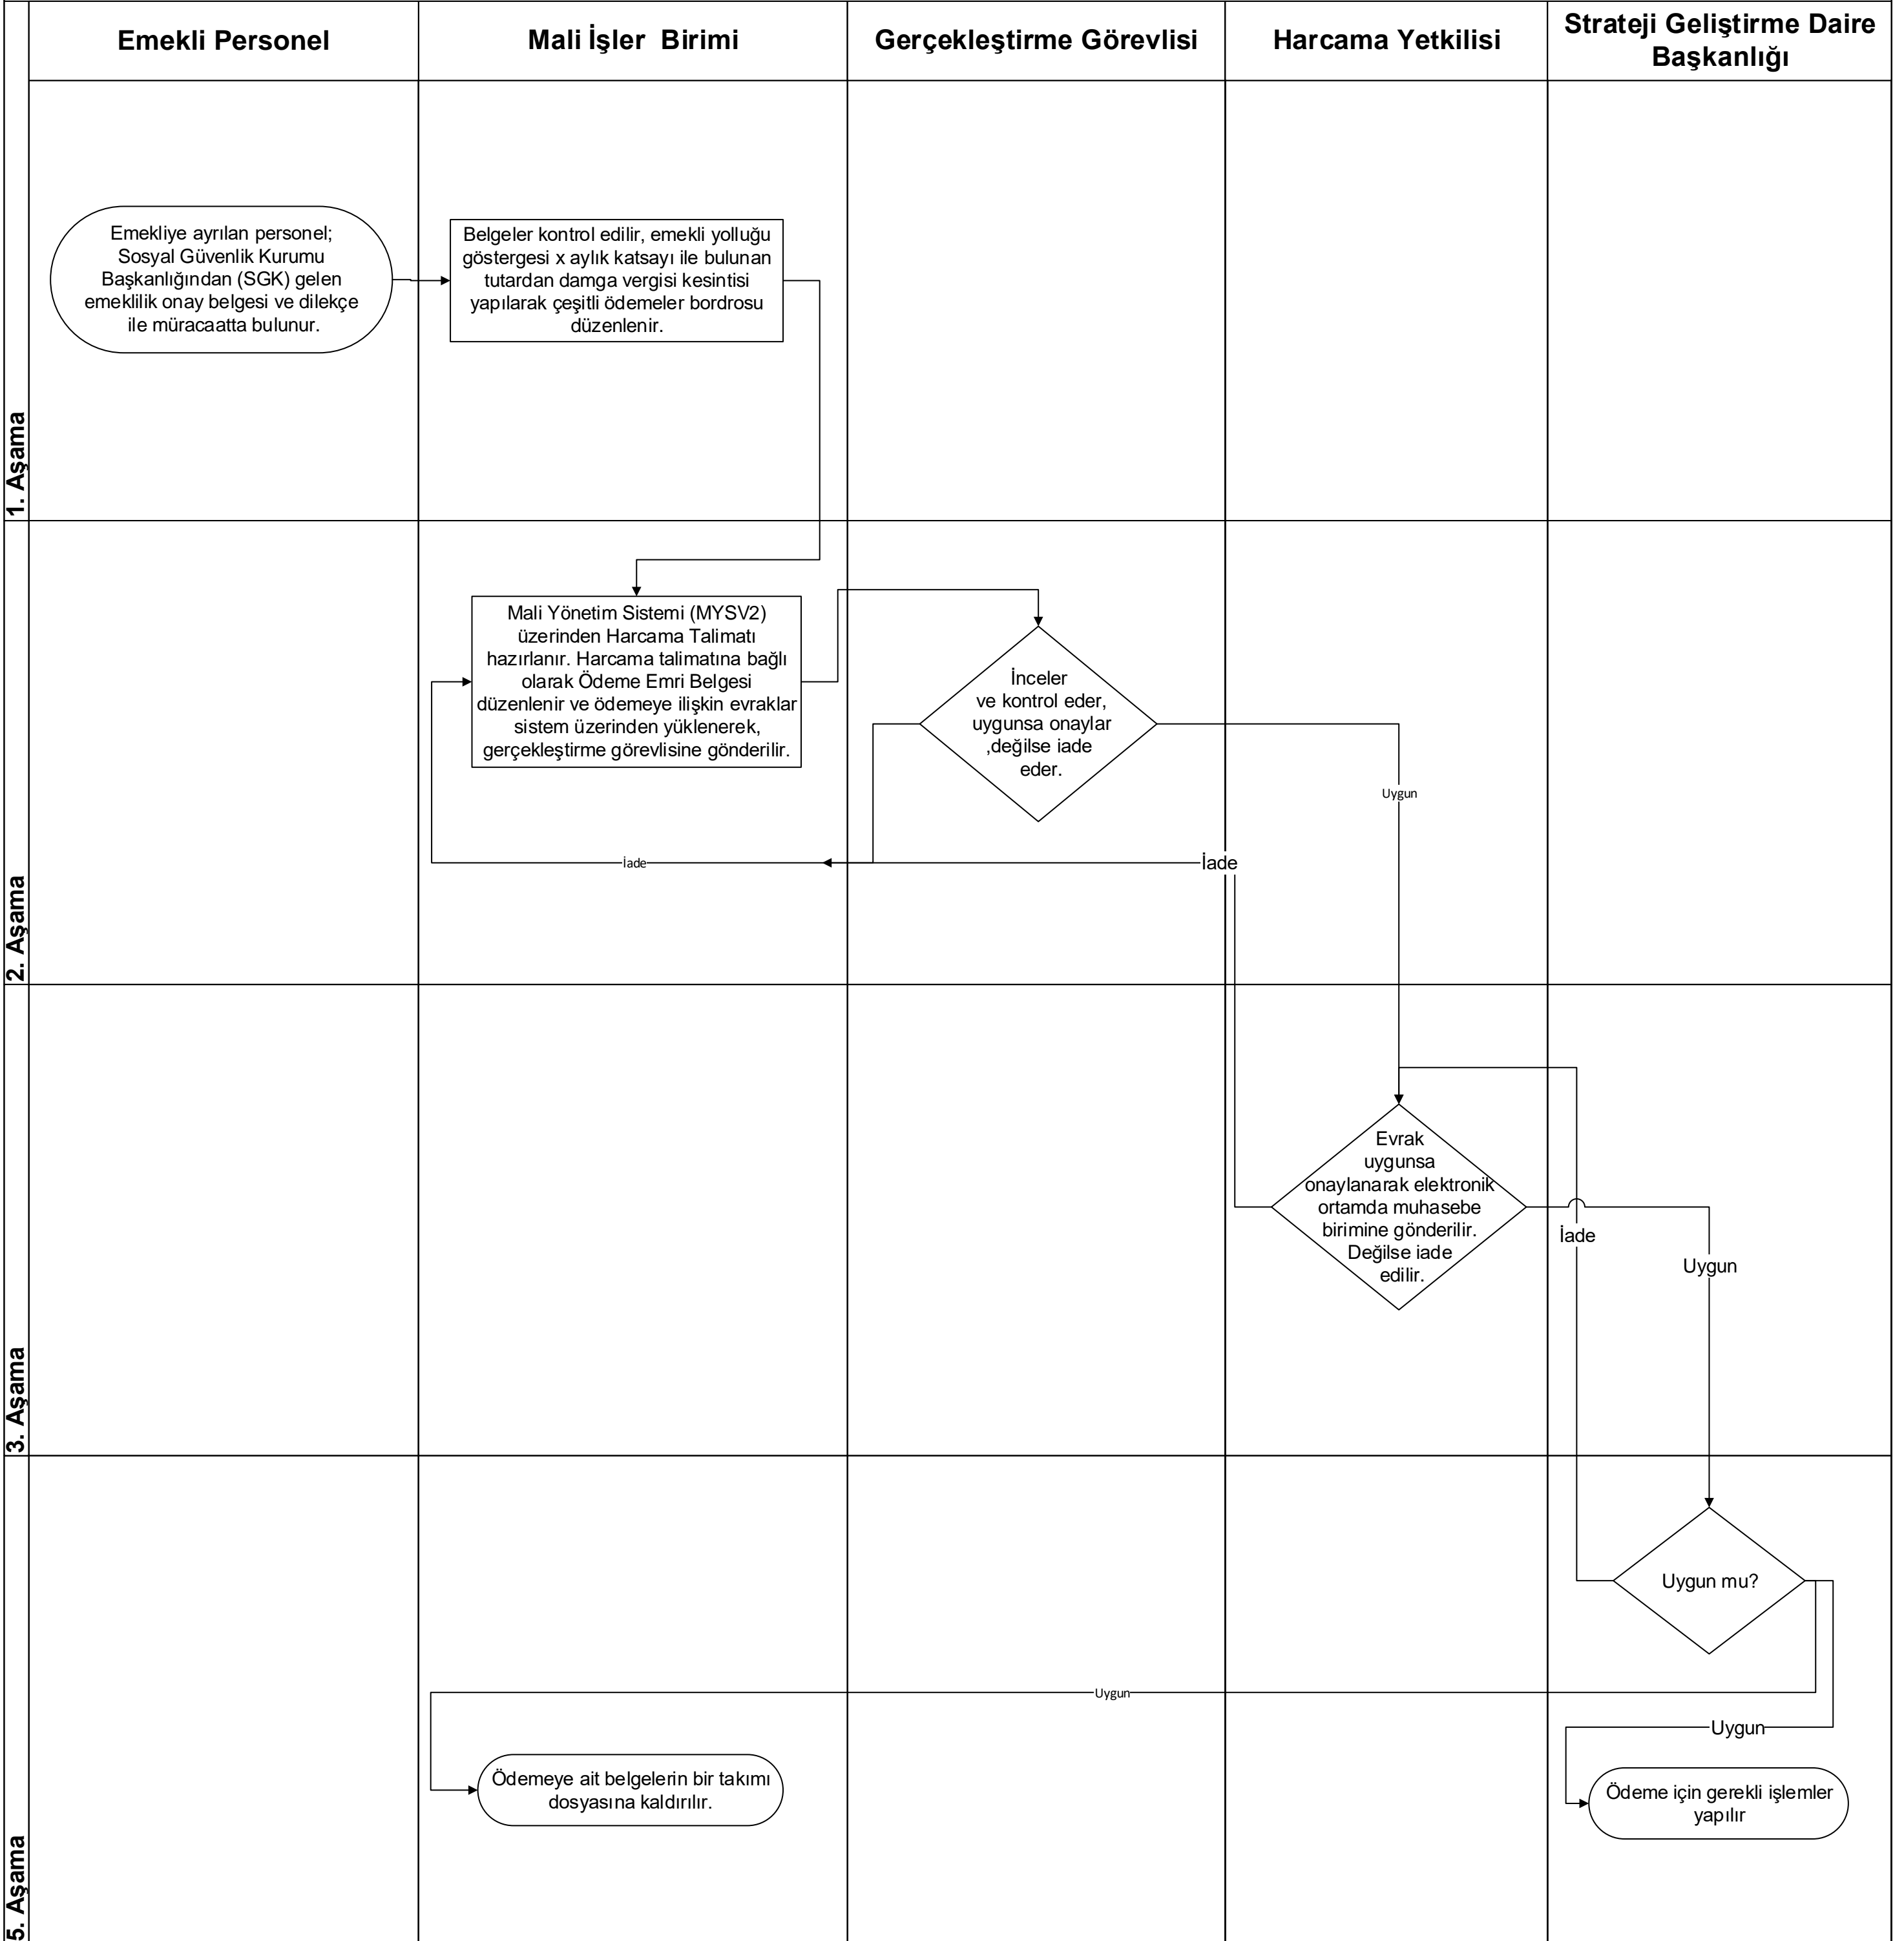 Emekli Personel
Mali İşler Birimi
Gerçekleştirme Görevlisi
Harcama Yetkilisi
Strateji Geliştirme Daire
Başkanlığı
1. Aşama
Emekliye ayrılan personel;
Sosyal Güvenlik Kurumu
Başkanlığından (SGK) gelen
emeklilik onay belgesi ve dilekçe
ile müracaatta bulunur.
Belgeler kontrol edilir, emekli yolluğu
göstergesi x aylık katsayı ile bulunan
tutardan damga vergisi kesintisi
yapılarak çeşitli ödemeler bordrosu
düzenlenir.
2. Aşama
Mali Yönetim Sistemi (MYSV2)
üzerinden Harcama Talimatı
hazırlanır. Harcama talimatına bağlı
olarak Ödeme Emri Belgesi
düzenlenir ve ödemeye ilişkin evraklar
sistem üzerinden yüklenerek,
gerçekleştirme görevlisine gönderilir.
İnceler
ve kontrol eder,
uygunsa onaylar
,değilse iade
eder.
Uygun
İade
İade
3. Aşama
Evrak
uygunsa
onaylanarak elektronik
ortamda muhasebe
birimine gönderilir.
Değilse iade
edilir.
İade
Uygun
5. Aşama
Uygun mu?
Uygun
Uygun
Ödemeye ait belgelerin bir takımı
dosyasına kaldırılır.
Ödeme için gerekli işlemler
yapılır